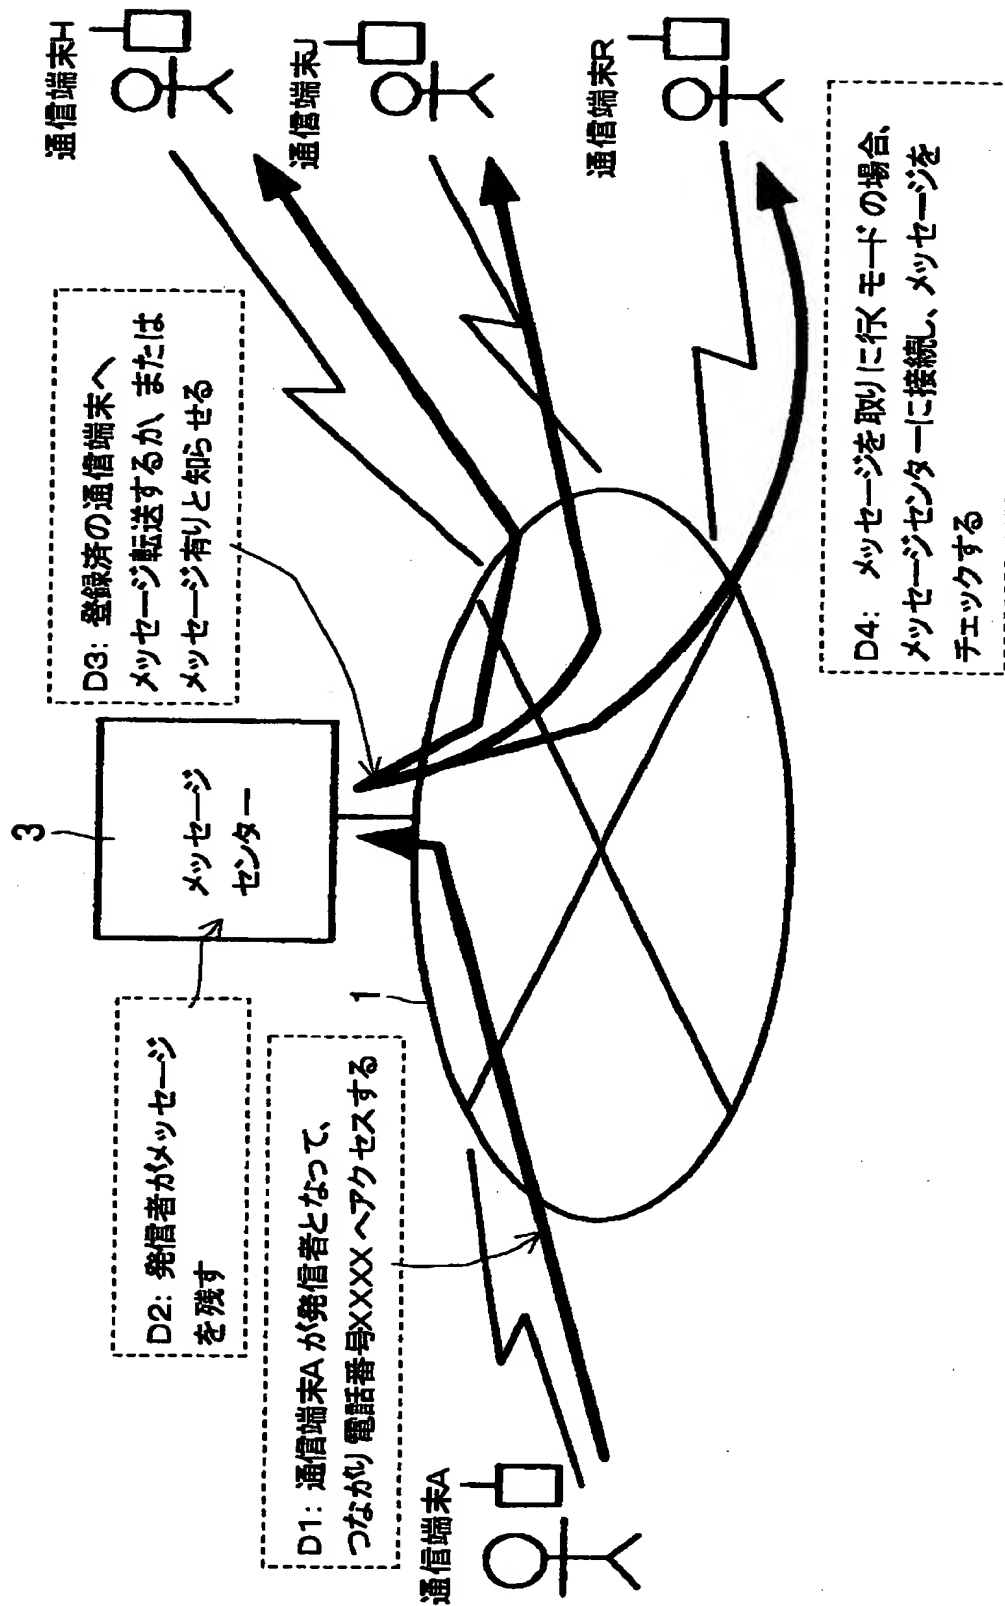 3
メッセージ
センター
D2: 発信者がメッセージ
を残す
1
D1: 通信端末Aが発信者となって、
つながり電話番号XXXXへアクセスする
通信端末A
D3: 登録済の通信端末へ
メッセージ転送するか、または
メッセージ有りと知らせる
通信端末H
通信端末J
通信端末R
D4: メッセージを取りに行くモードの場合、
メッセージセンターに接続し、メッセージを
チェックする